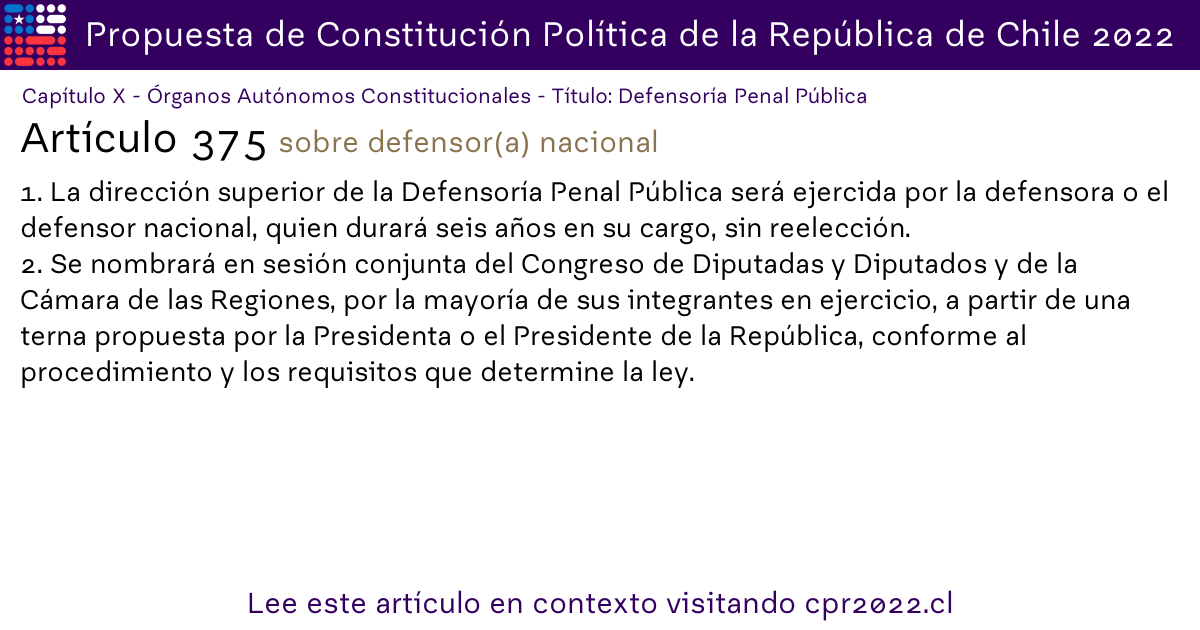 Propuesta de Constitución Política de la República de Chile 2022
Capítulo X - Órganos Autónomos Constitucionales - Título: Defensoría Penal Pública
Artículo 375 sobre defensor(a) nacional
1. La dirección superior de la Defensoría Penal Pública será ejercida por la defensora o el
defensor nacional, quien durará seis años en su cargo, sin reelección.
2. Se nombrará en sesión conjunta del Congreso de Diputadas y Diputados y de la
Cámara de las Regiones, por la mayoría de sus integrantes en ejercicio, a partir de una
terna propuesta por la Presidenta o el Presidente de la República, conforme al
procedimiento y los requisitos que determine la ley.
Lee este artículo en contexto visitando cpr2022.cl